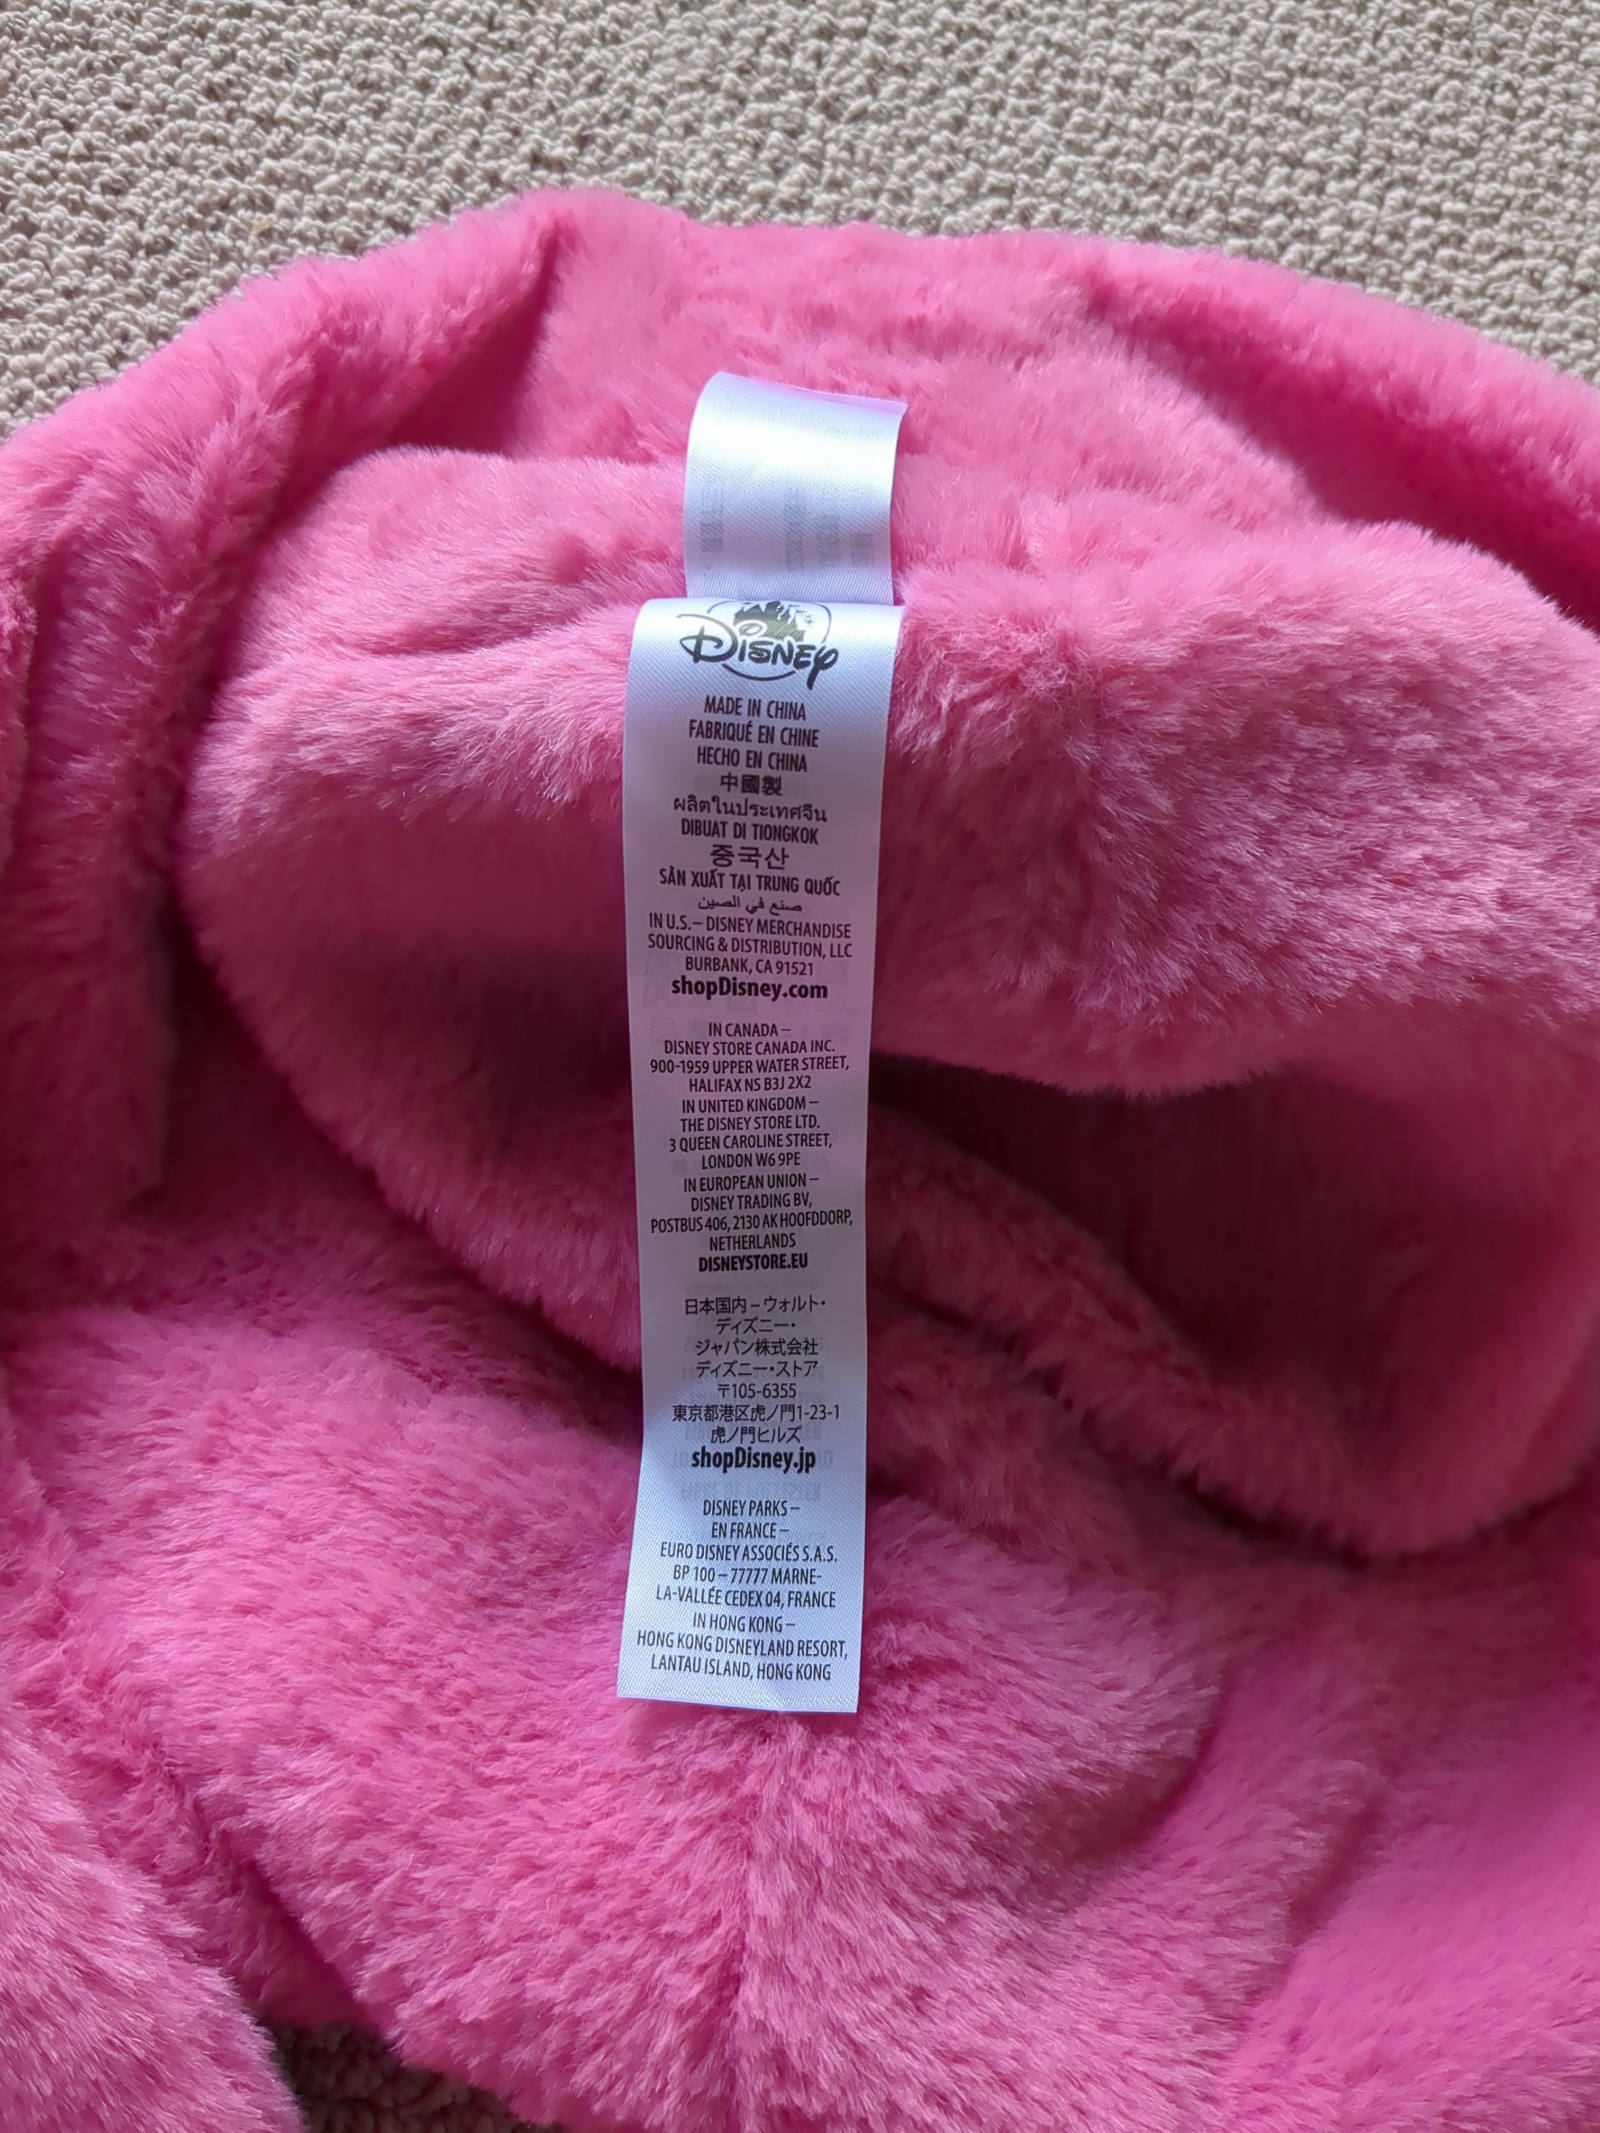 Disney
MADE IN CHINA
FABRIQUÉ EN CHINE
HECHO EN CHINA
中國製
ผลิตในประเทศจีน
DIBUAT DI TIONGKOK
중국산
SẢN XUẤT TẠI TRUNG QUỐC
صنع في الصين
IN U.S.– DISNEY MERCHANDISE
SOURCING & DISTRIBUTION, LLC
BURBANK, CA 91521
shopDisney.com
IN CANADA –
DISNEY STORE CANADA INC.
900-1959 UPPER WATER STREET,
HALIFAX NS B3J 2X2
IN UNITED KINGDOM –
THE DISNEY STORE LTD.
3 QUEEN CAROLINE STREET,
LONDON W6 9PE
IN EUROPEAN UNION –
DISNEY TRADING BV,
POSTBUS 406, 2130 AK HOOFDDORP,
NETHERLANDS
DISNEYSTORE.EU
日本国内 – ウォルト・
ディズニー・
ジャパン株式会社
ディズニー・ストア
〒105-6355
東京都港区虎ノ門1-23-1
虎ノ門ヒルズ
shopDisney.jp
DISNEY PARKS –
EN FRANCE –
EURO DISNEY ASSOCIÉS S.A.S.
BP 100 – 77777 MARNE-
LA-VALLÉE CEDEX 04, FRANCE
IN HONG KONG –
HONG KONG DISNEYLAND RESORT,
LANTAU ISLAND, HONG KONG